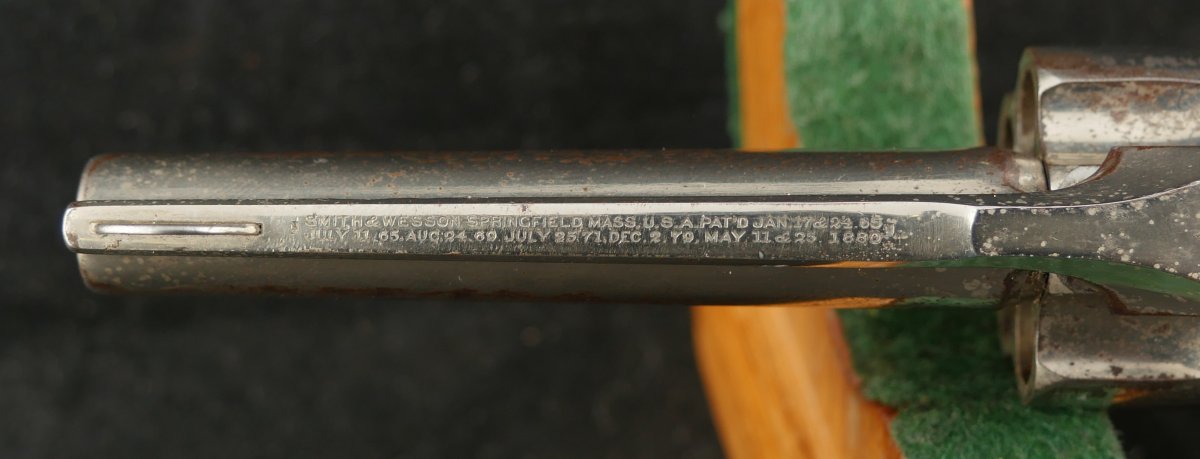 SMITH & WESSON SPRINGFIELD MASS. U.S.A. PAT'D JAN. 17 & 24. 65
JULY 11. 65. AUG. 24. 69. JULY 25. 71. DEC. 2. 79. MAY. 11 & 25. 1880